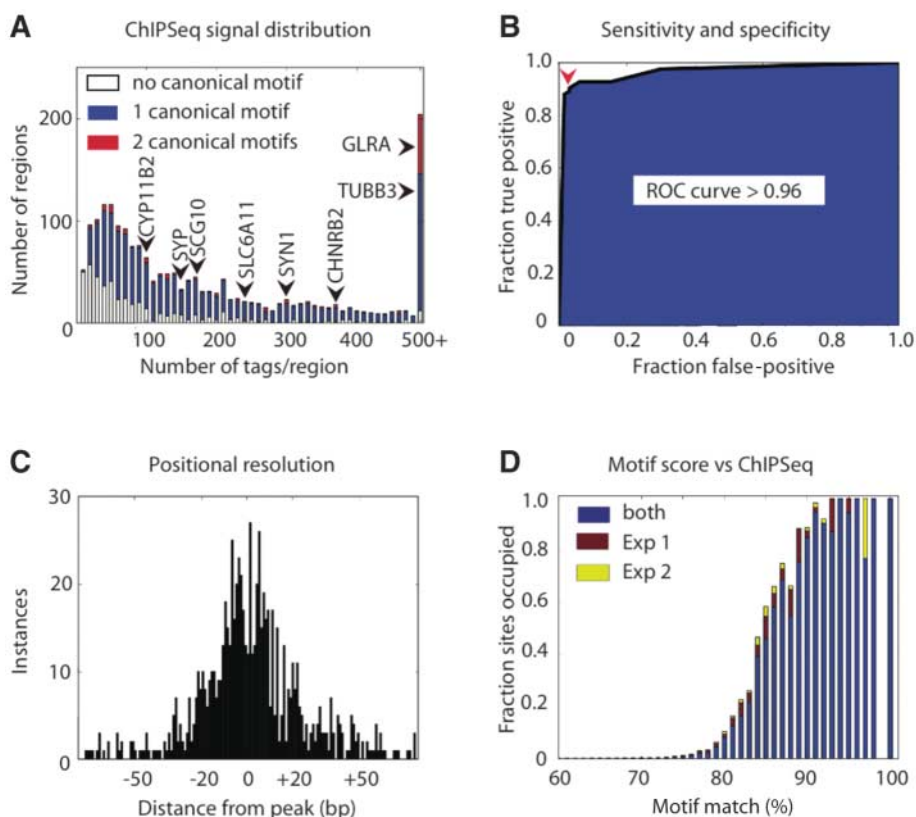 A
ChIPSeq signal distribution
no canonical motif
1 canonical motif
2 canonical motifs
Number of regions
200
100
0
GLRA
TUBB3
CYP11B2
SYP
SCG10
SLC6A11
SYN1
CHNRB2
100
200
300
400
500+
Number of tags/region
B
Sensitivity and specificity
Fraction true positive
1.0
0.8
0.6
0.4
0.2
0
ROC curve > 0.96
0
0.2
0.6
0.4
0.8
1.0
Fraction false-positive
C
Positional resolution
Instances
30
20
10
0
-50
-20
0
+20
+50
Distance from peak (bp)
D
Motif score vs ChIPSeq
both
Exp 1
Exp 2
Fraction sites occupied
1.0
0.8
0.6
0.4
0.2
0
60
70
80
90
100
Motif match (%)